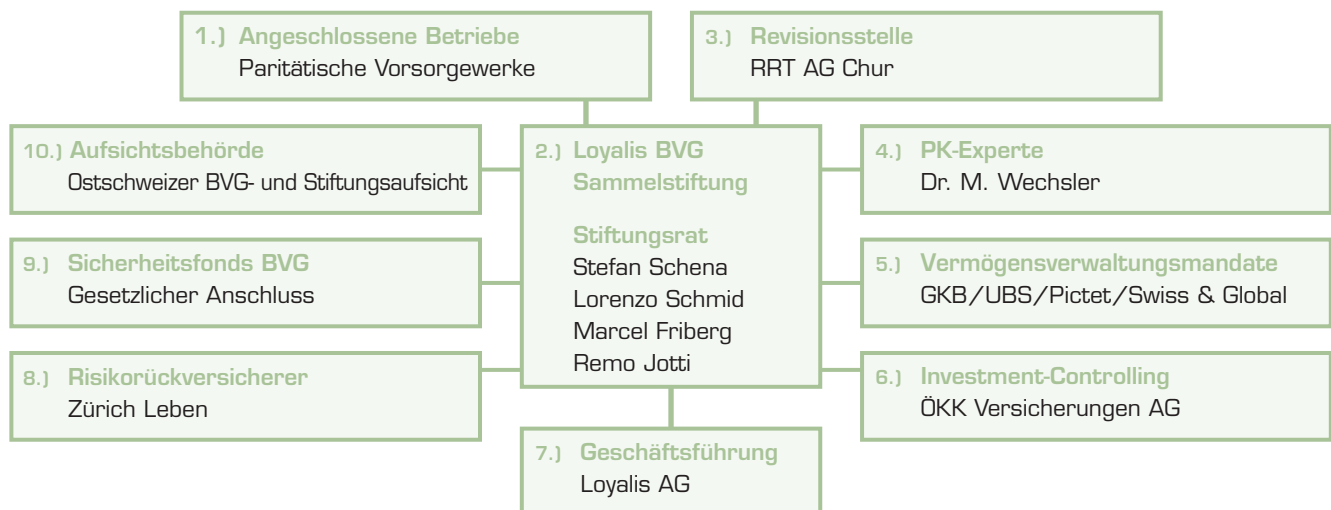 1.) Angeschlossene Betriebe
Paritätische Vorsorgewerke
3.) Revisionsstelle
RRT AG Chur
10.) Aufsichtsbehörde
Ostschweizer BVG- und Stiftungsaufsicht
2.) Loyalis BVG
Sammelstiftung
Stiftungsrat
Stefan Schena
Lorenzo Schmid
Marcel Friberg
Remo Jotti
4.) PK-Experte
Dr. M. Wechsler
9.) Sicherheitsfonds BVG
Gesetzlicher Anschluss
5.) Vermögensverwaltungsmandate
GKB/UBS/Pictet/Swiss & Global
8.) Risikorückversicherer
Zürich Leben
6.) Investment-Controlling
ÖKK Versicherungen AG
7.) Geschäftsführung
Loyalis AG